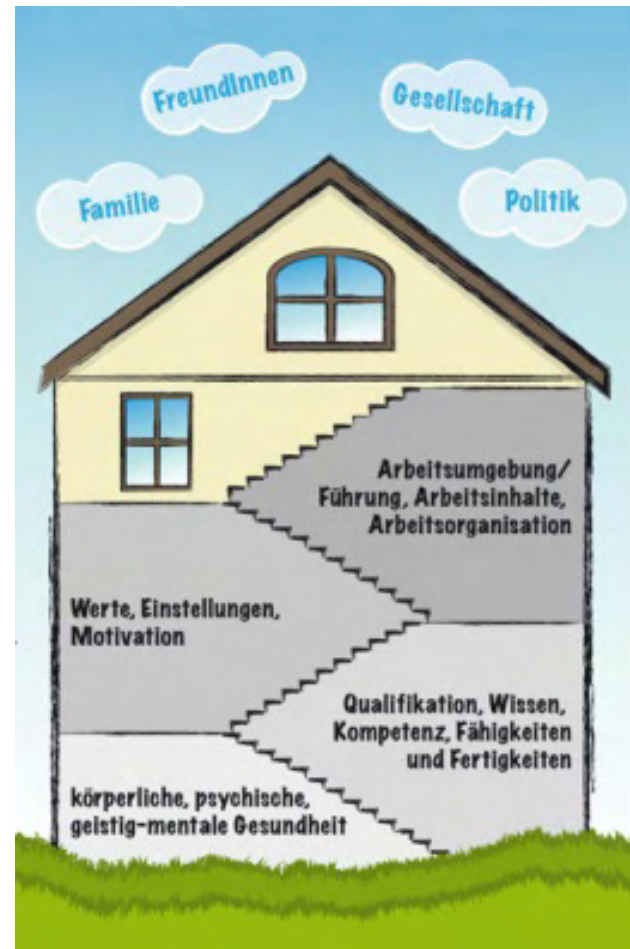 FreundInnen
Gesellschaft
Familie
Politik
Arbeitsumgebung/
Führung, Arbeitsinhalte,
Arbeitsorganisation
Werte, Einstellungen,
Motivation
Qualifikation, Wissen,
Kompetenz, Fähigkeiten
und Fertigkeiten
körperliche, psychische,
geistig-mentale Gesundheit